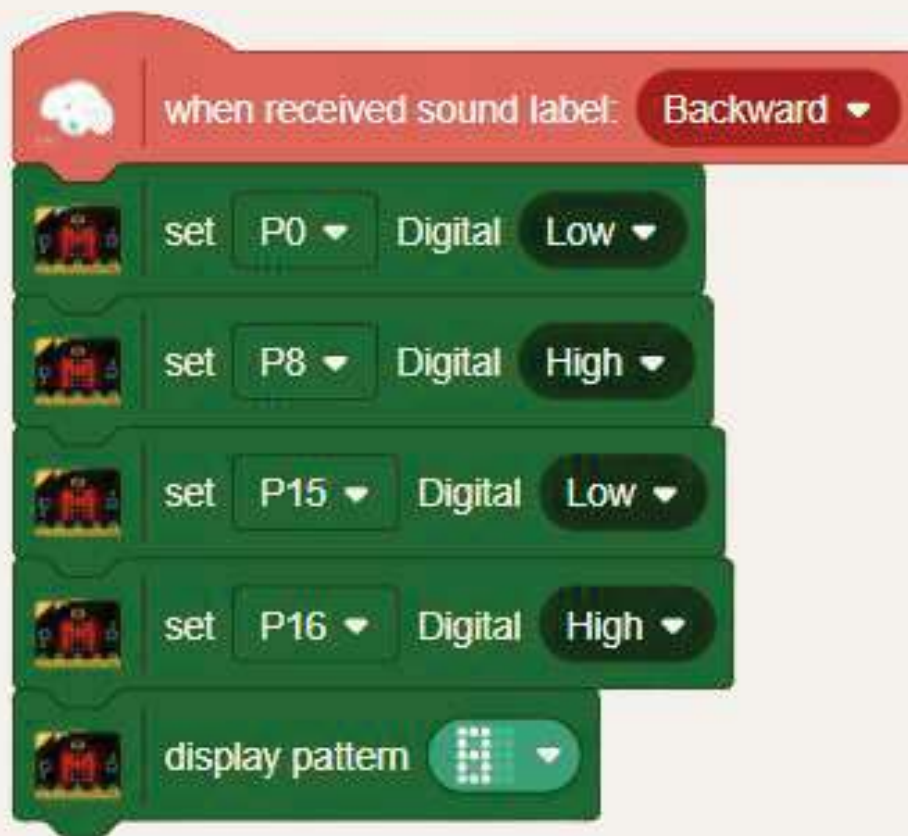 when received sound label: Backward
set P0 Digital Low
set P8 Digital High
set P15 Digital Low
set P16 Digital High
display pattern